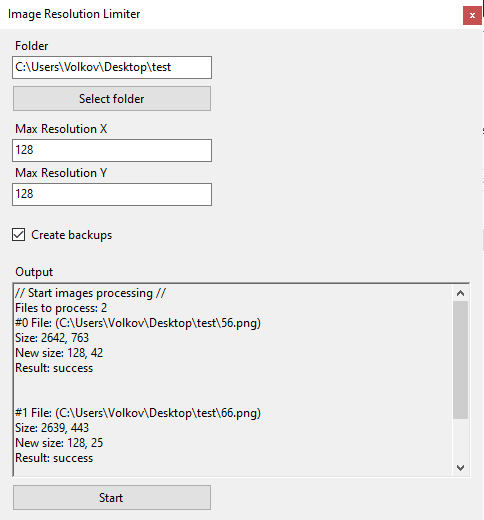 Image Resolution Limiter
x
Folder
C:\Users\Volkov\Desktop\test
Select folder
Max Resolution X
128
Max Resolution Y
128
Create backups
Output
// Start images processing //
Files to process: 2
#0 File: (C:\Users\Volkov\Desktop\test\56.png)
Size: 2642, 763
New size: 128, 42
Result: success
#1 File: (C:\Users\Volkov\Desktop\test\66.png)
Size: 2639, 443
New size: 128, 25
Result: success
Start